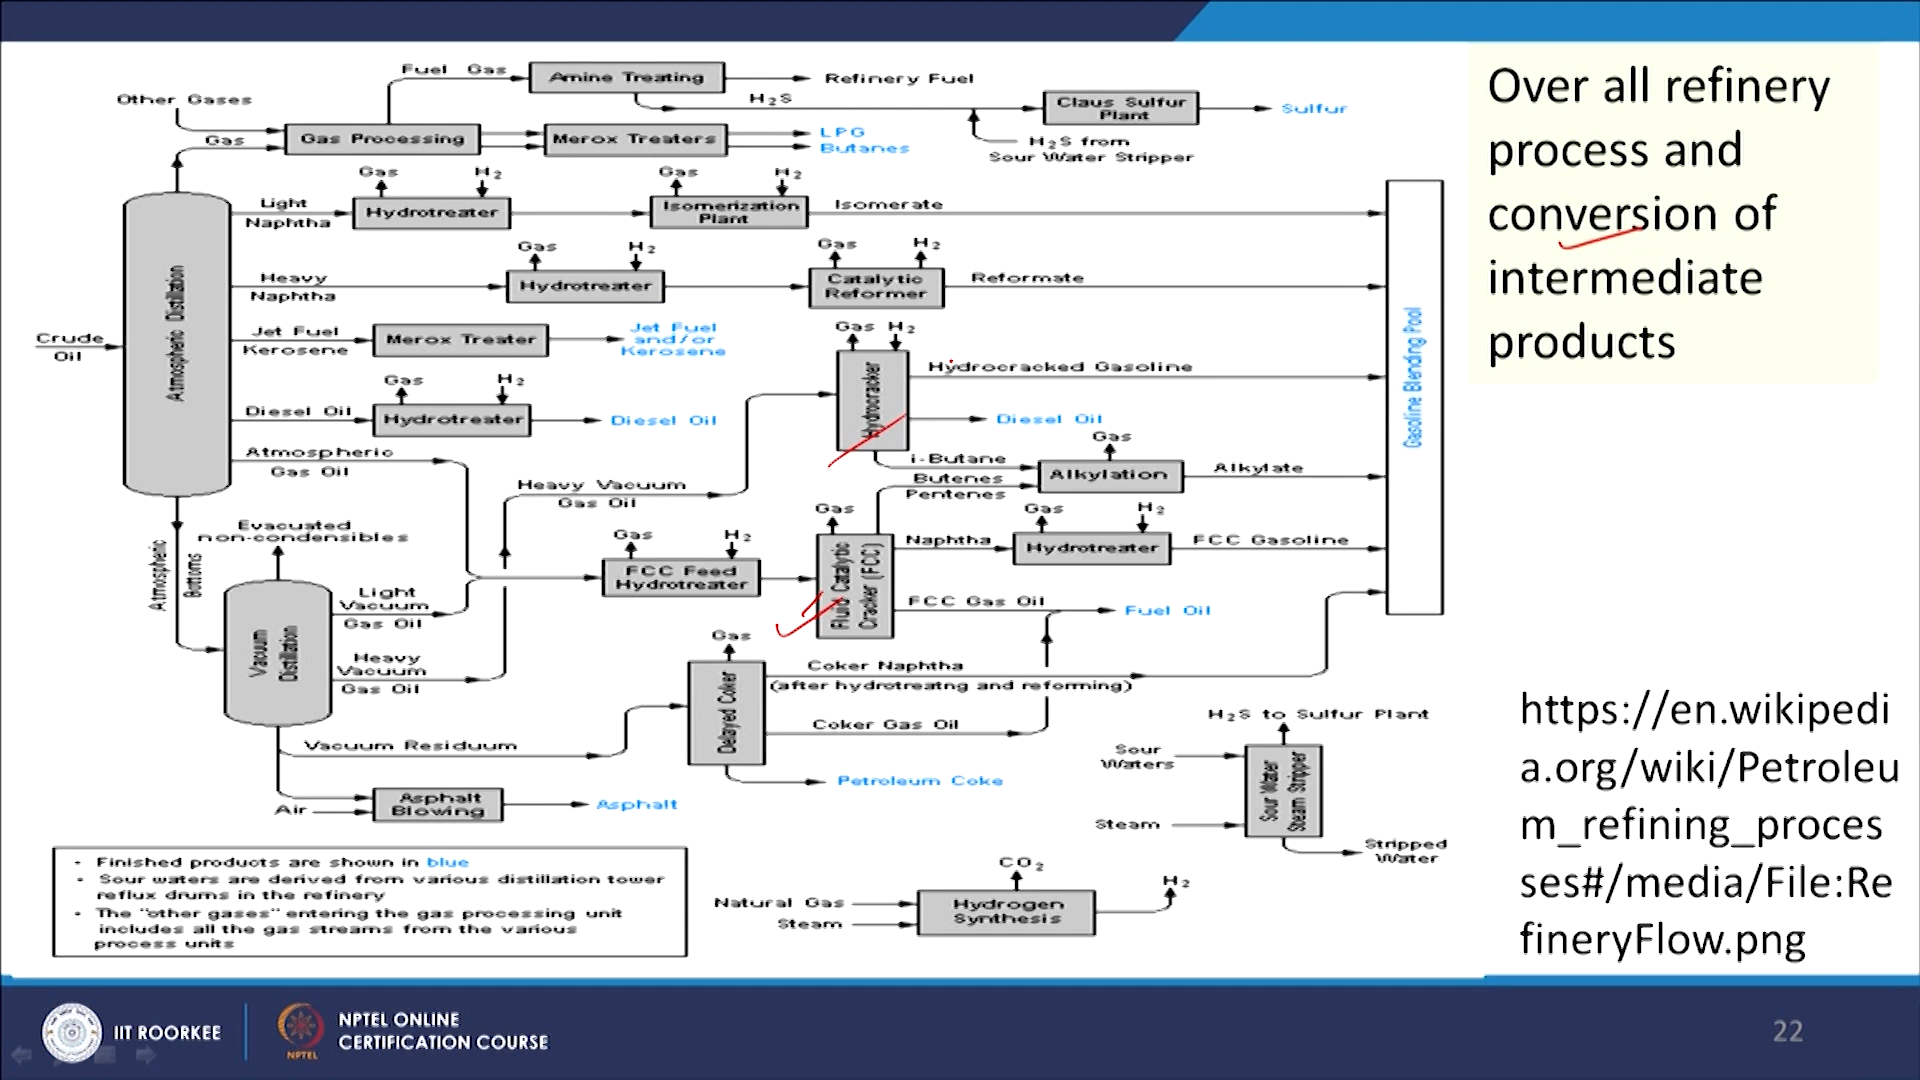 Over all refinery
process and
conversion of
intermediate
products
Fuel Gas
Amine Treating
Refinery Fuel
Other Gases
H₂S
Claus Sulfur
Plant
Sulfur
Gas
Gas Processing
Merox Treaters
LPG
Butanes
H₂S from
Sour Water Stripper
Gas
H₂
Gas
H₂
Light
Naphtha
Hydrotreater
Isomerization
Plant
Isomerate
Gas
H₂
Gas
H₂
Heavy
Naphtha
Hydrotreater
Catalytic
Reformer
Reformate
Crude
Oil
Atmospheric Distillation
Jet Fuel
Kerosene
Merox Treater
Jet Fuel
and/or
Kerosene
Gas
H₂
Hydrocracker
Hydrocracked Gasoline
Diesel Oil
Gasoline Blending Pool
Gas
H₂
Diesel Oil
Hydrotreater
Diesel Oil
Atmospheric
Gas Oil
Gas
i-Butane
Butenes
Pentenes
Alkylation
Alkylate
Heavy Vacuum
Gas Oil
Evacuated
non-condensibles
Atmospheric
Bottoms
Gas
H₂
FCC Feed
Hydrotreater
Gas
Fluid Catalytic
Cracker (FCC)
Gas
H₂
Naphtha
Hydrotreater
FCC Gasoline
FCC Gas Oil
Fuel Oil
Vacuum
Distillation
Light
Vacuum
Gas Oil
Heavy
Vacuum
Gas Oil
Gas
Delayed Coker
Coker Naphtha
(after hydrotreatng and reforming)
Coker Gas Oil
Petroleum Coke
Vacuum Residuum
Air
Asphalt
Blowing
Asphalt
H₂S to Sulfur Plant
Sour
Waters
Sour Water
Steam Stripper
Steam
Stripped
Water
CO₂
H₂
Natural Gas
Steam
Hydrogen
Synthesis
• Finished products are shown in blue
• Sour waters are derived from various distillation tower
reflux drums in the refinery
• The "other gases" entering the gas processing unit
includes all the gas streams from the various
process units
https://en.wikipedi
a.org/wiki/Petroleu
m_refining_proces
ses#/media/File:Re
fineryFlow.png
IIT ROORKEE
NPTEL
NPTEL ONLINE
CERTIFICATION COURSE
22